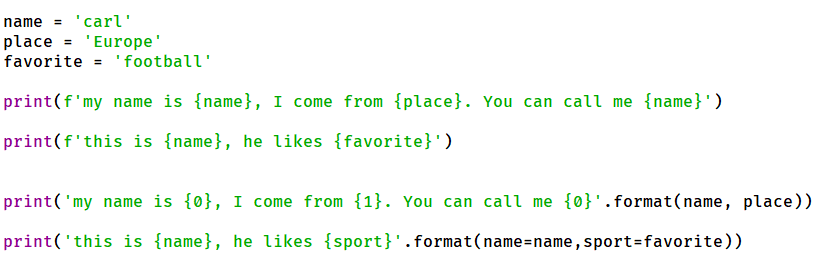 name = 'carl'
place = 'Europe'
favorite = 'football'
print(f'my name is {name}, I come from {place}. You can call me {name}')
print(f'this is {name}, he likes {favorite}')
print('my name is {0}, I come from {1}. You can call me {0}'.format(name, place))
print('this is {name}, he likes {sport}'.format(name=name,sport=favorite))